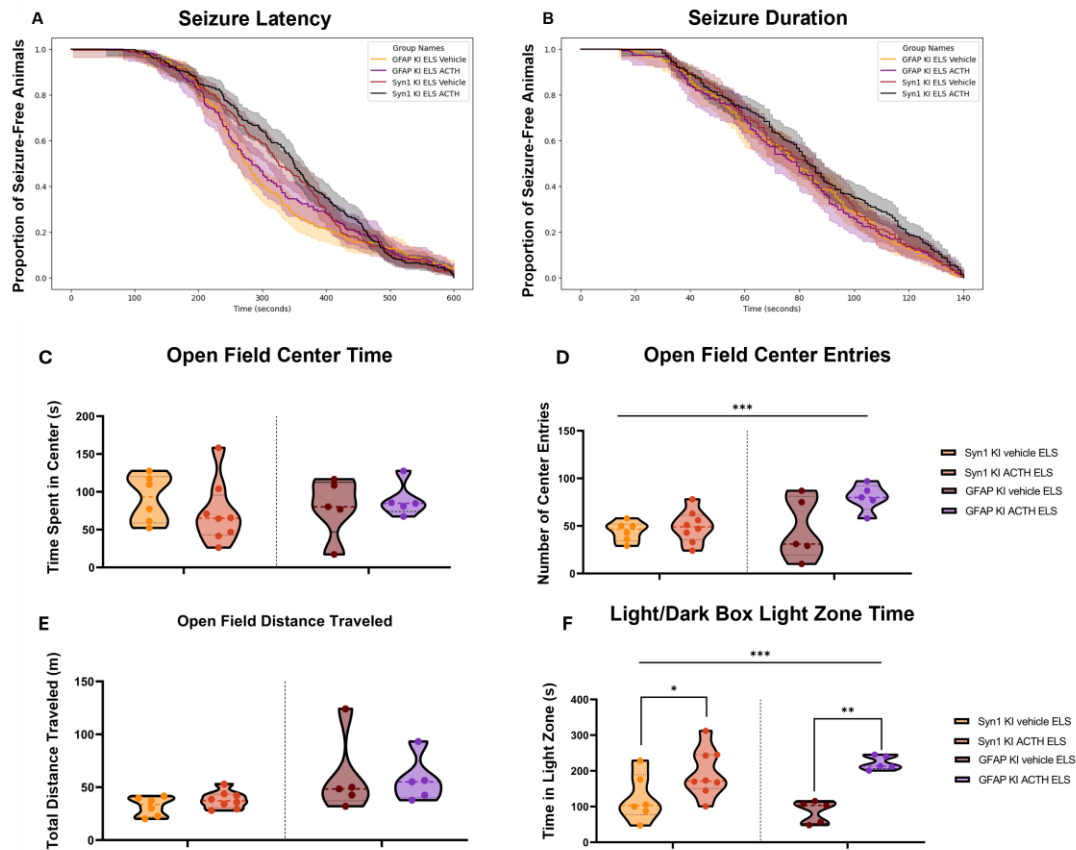 A
Seizure Latency
Proportion of Seizure-Free Animals
1.0
0.8
0.6
0.4
0.2
0.0
Group Names
GFAP KI ELS Vehicle
GFAP KI ELS ACTH
Syn1 KI ELS Vehicle
Syn1 KI ELS ACTH
0
100
200
300
400
500
600
Time (seconds)
B
Seizure Duration
Proportion of Seizure-Free Animals
1.0
0.8
0.6
0.4
0.2
0.0
Group Names
GFAP KI ELS Vehicle
GFAP KI ELS ACTH
Syn1 KI ELS Vehicle
Syn1 KI ELS ACTH
0
20
40
60
80
100
120
140
Time (seconds)
C
Open Field Center Time
Time Spent in Center (s)
200
150
100
50
0
D
Open Field Center Entries
Number of Center Entries
150
100
50
0
***
Syn1 KI vehicle ELS
Syn1 KI ACTH ELS
GFAP KI vehicle ELS
GFAP KI ACTH ELS
E
Open Field Distance Traveled
Total Distance Traveled (m)
150
100
50
0
F
Light/Dark Box Light Zone Time
Time in Light Zone (s)
400
300
200
100
0
***
*
**
Syn1 KI vehicle ELS
Syn1 KI ACTH ELS
GFAP KI vehicle ELS
GFAP KI ACTH ELS